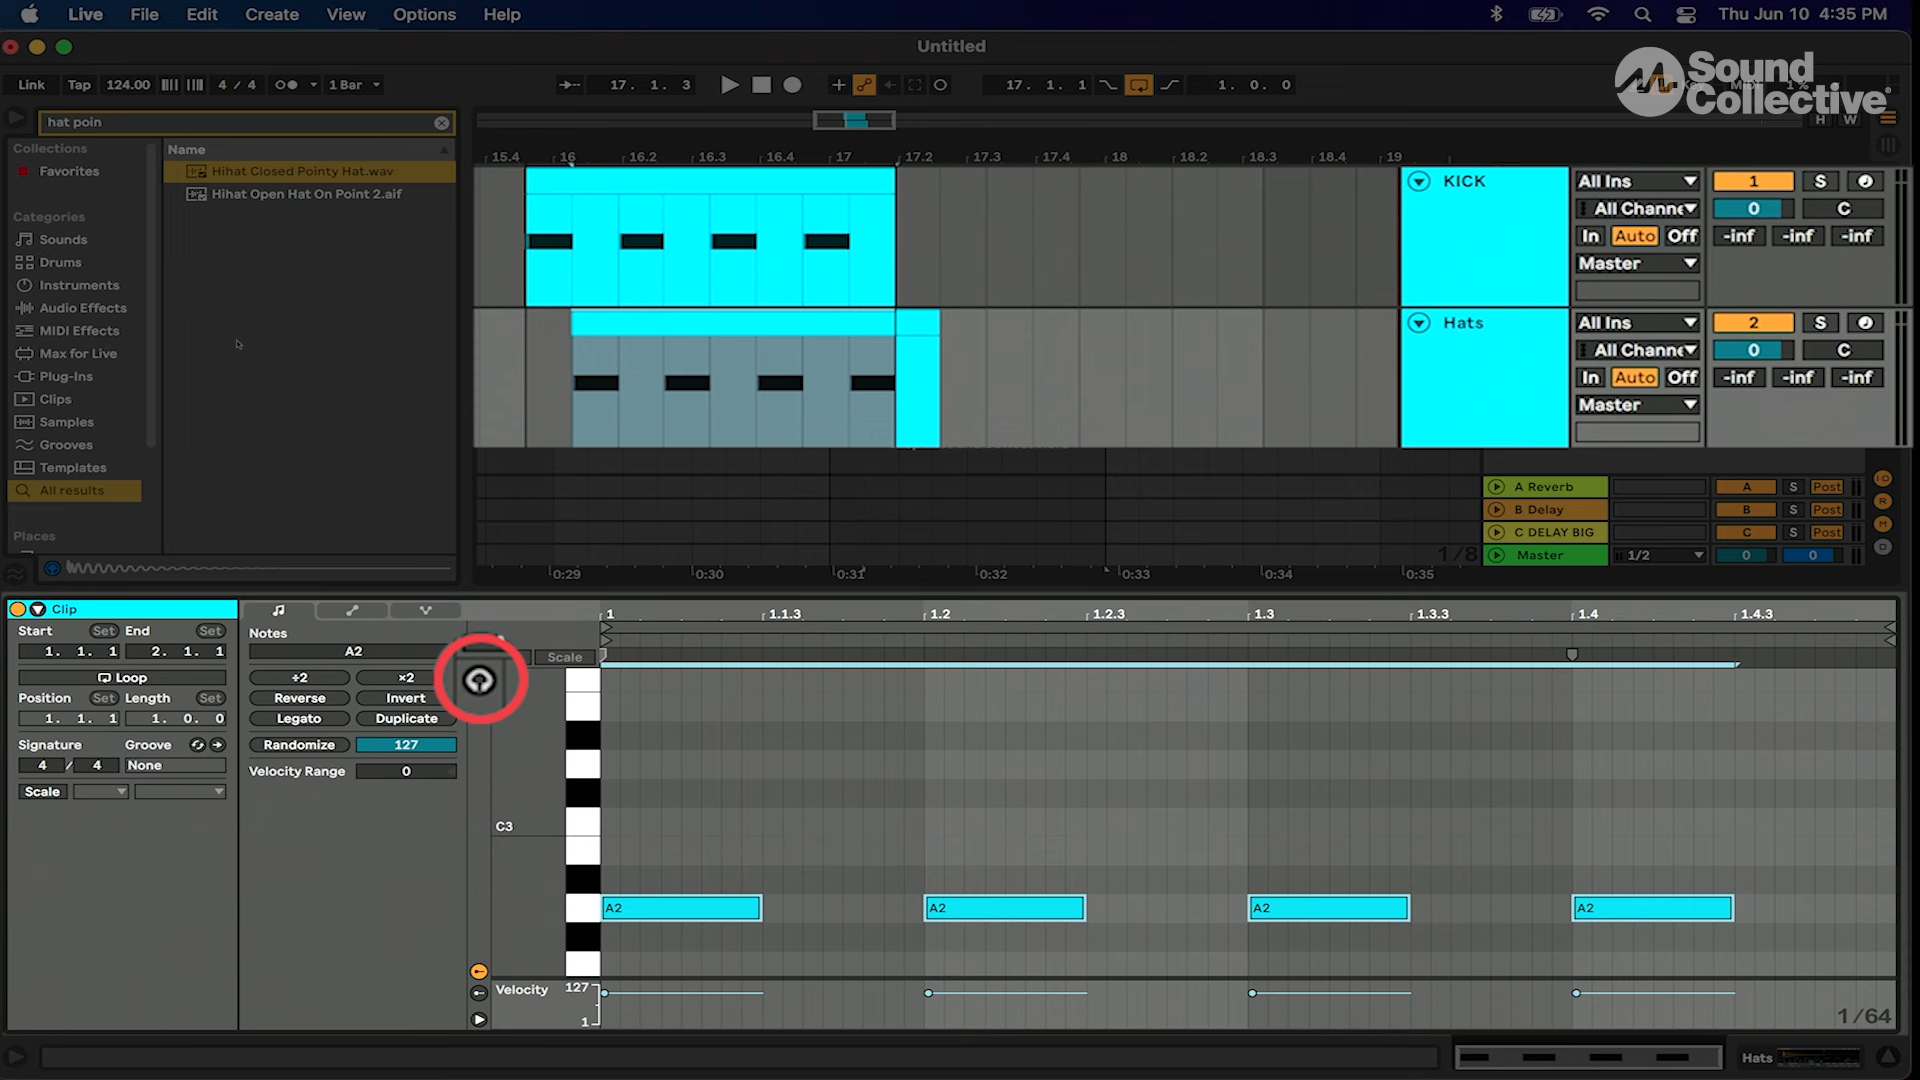 Live File Edit Create View Options Help Thu Jun 10 4:35 PM
Untitled
Link Tap 124.00 4 / 4 1 Bar 17. 1. 3 17. 1. 1 1. 0. 0
Sound
Collective
H W
hat poin
Collections
Favorites
Categories
Sounds
Drums
Instruments
Audio Effects
MIDI Effects
Max for Live
Plug-Ins
Clips
Samples
Grooves
Templates
All results
Places
Name
Hihat Closed Pointy Hat.wav
Hihat Open Hat On Point 2.aif
15.4 16 16.2 16.3 16.4 17 17.2 17.3 17.4 18 18.2 18.3 18.4 19
KICK All Ins 1 S
All Channe 0 C
In Auto Off -inf -inf -inf
Master
Hats All Ins 2 S
All Channe 0 C
In Auto Off -inf -inf -inf
Master
A Reverb A S Post
B Delay B S Post
C DELAY BIG C S Post
1/8 Master 1/2 0 0
0:29 0:30 0:31 0:32 0:33 0:34 0:35
Clip
Start Set End Set
1. 1. 1 2. 1. 1
Loop
Position Set Length Set
1. 1. 1 1. 0. 0
Signature Groove
4 / 4 None
Scale
Notes
A2
÷2 ×2
Reverse Invert
Legato Duplicate
Randomize 127
Velocity Range 0
1 1.1.3 1.2 1.2.3 1.3 1.3.3 1.4 1.4.3
Scale
C3
A2 A2 A2 A2
Velocity 127
1
1/64
Hats